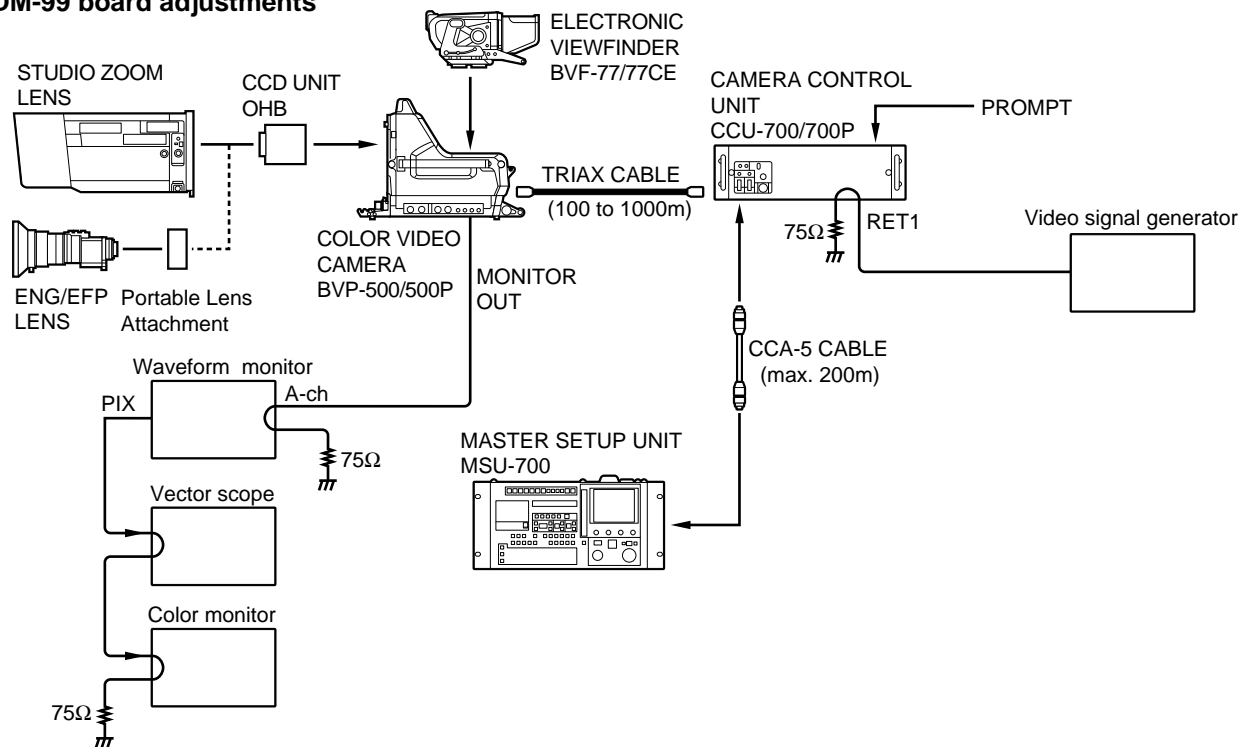 DM-99 board adjustments
ELECTRONIC
VIEWFINDER
BVF-77/77CE
STUDIO ZOOM
LENS
CCD UNIT
OHB
CAMERA CONTROL
UNIT
CCU-700/700P
PROMPT
TRIAX CABLE
(100 to 1000m)
75Ω
RET1
Video signal generator
COLOR VIDEO
CAMERA
BVP-500/500P
MONITOR
OUT
ENG/EFP
LENS
Portable Lens
Attachment
CCA-5 CABLE
(max. 200m)
Waveform monitor
PIX
A-ch
75Ω
MASTER SETUP UNIT
MSU-700
Vector scope
Color monitor
75Ω